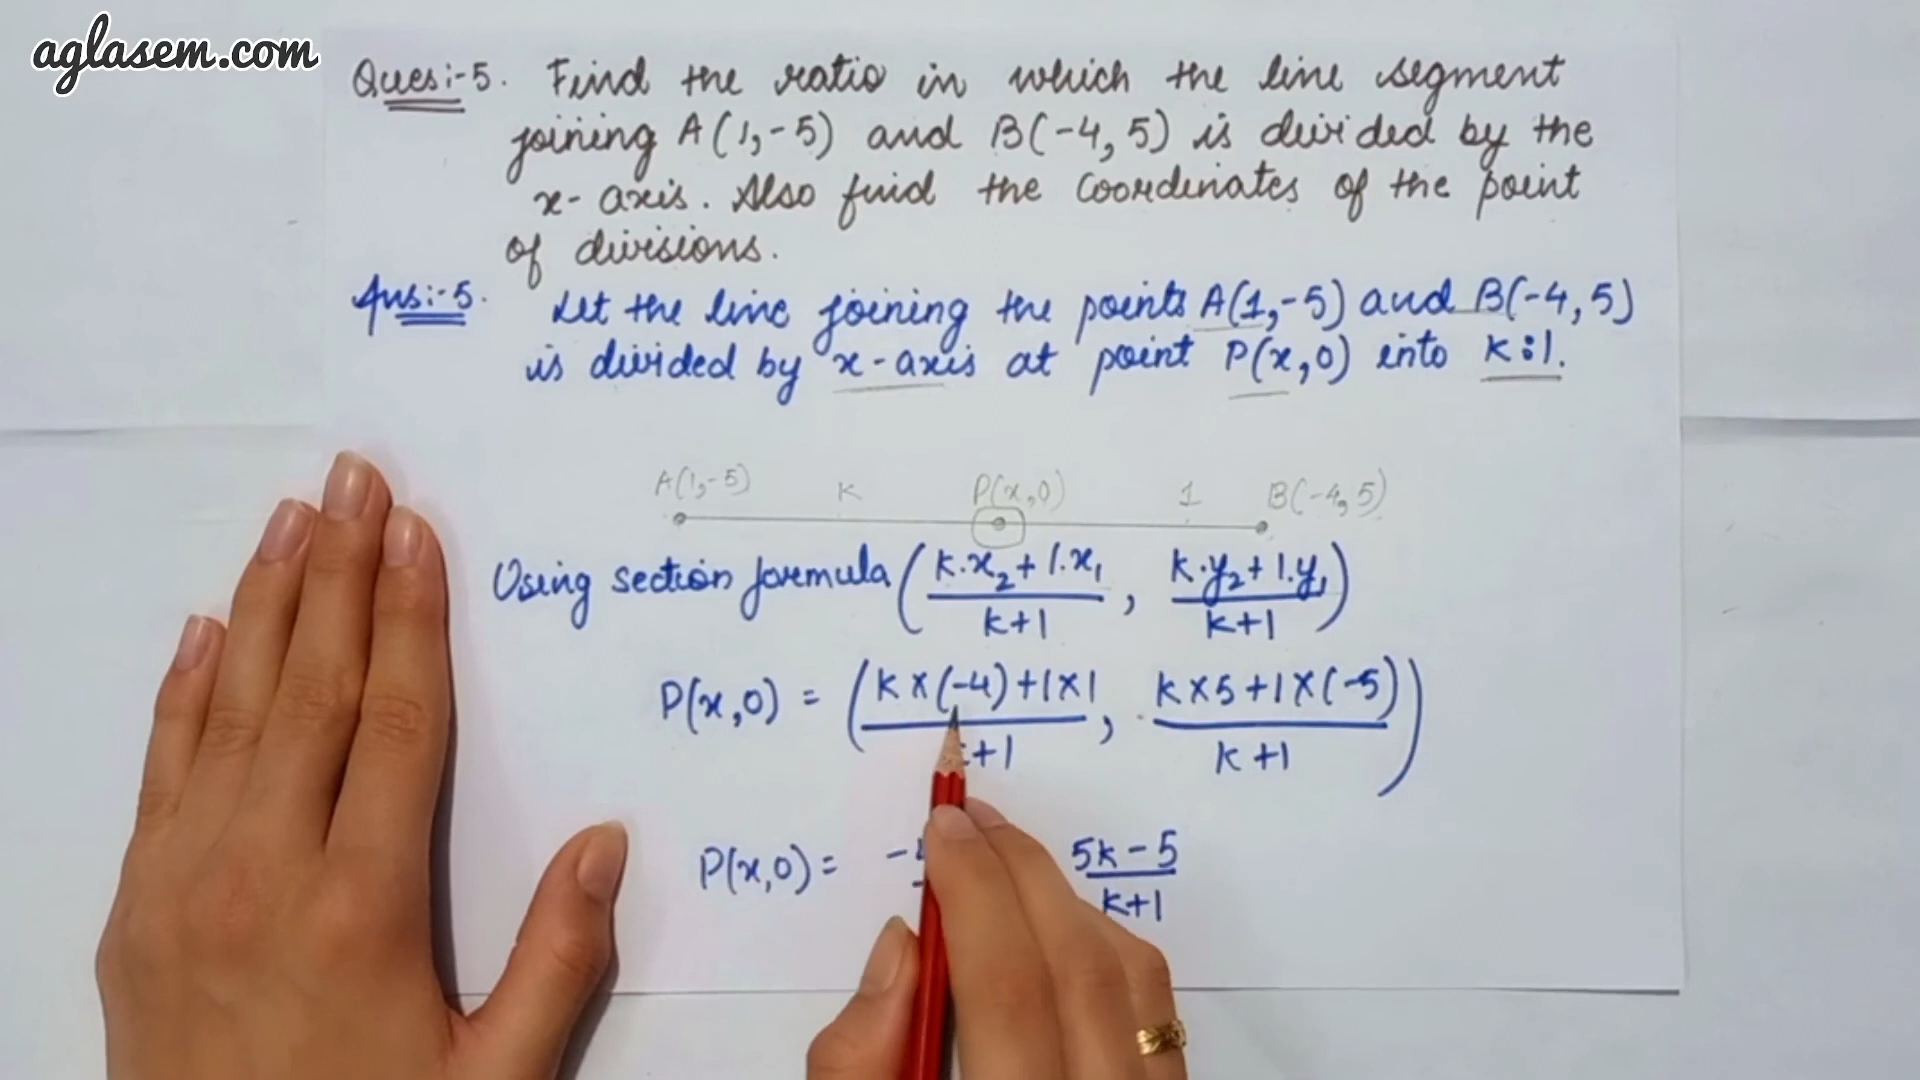 aglasem.com
Ques:-5. Find the ratio in which the line segment
joining A(1,-5) and B(-4, 5) is divided by the
x-axis. Also find the coordinates of the point
of divisions.
Ans:-5. Let the line joining the points A(1,-5) and B(-4, 5)
is divided by x-axis at point P(x,0) into k:1.
A(1,-5) k P(x,0) 1 B(-4, 5)
Using section formula ( k.x₂+1.x₁ / k+1 , k.y₂+1.y₁ / k+1 )
P(x,0) = ( k×(-4)+1×1 / +1 , k×5+1×(-5) / k+1 )
P(x,0) = 5k-5 / k+1